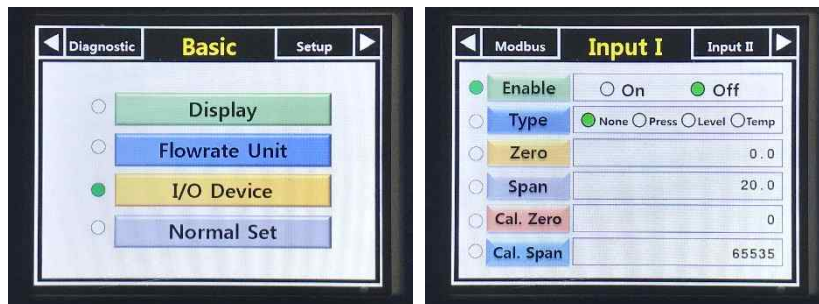 Diagnostic Basic Setup
Display
Flowrate Unit
I/O Device
Normal Set
Modbus Input I Input II
Enable On Off
Type None Press Level Temp
Zero 0.0
Span 20.0
Cal. Zero 0
Cal. Span 65535